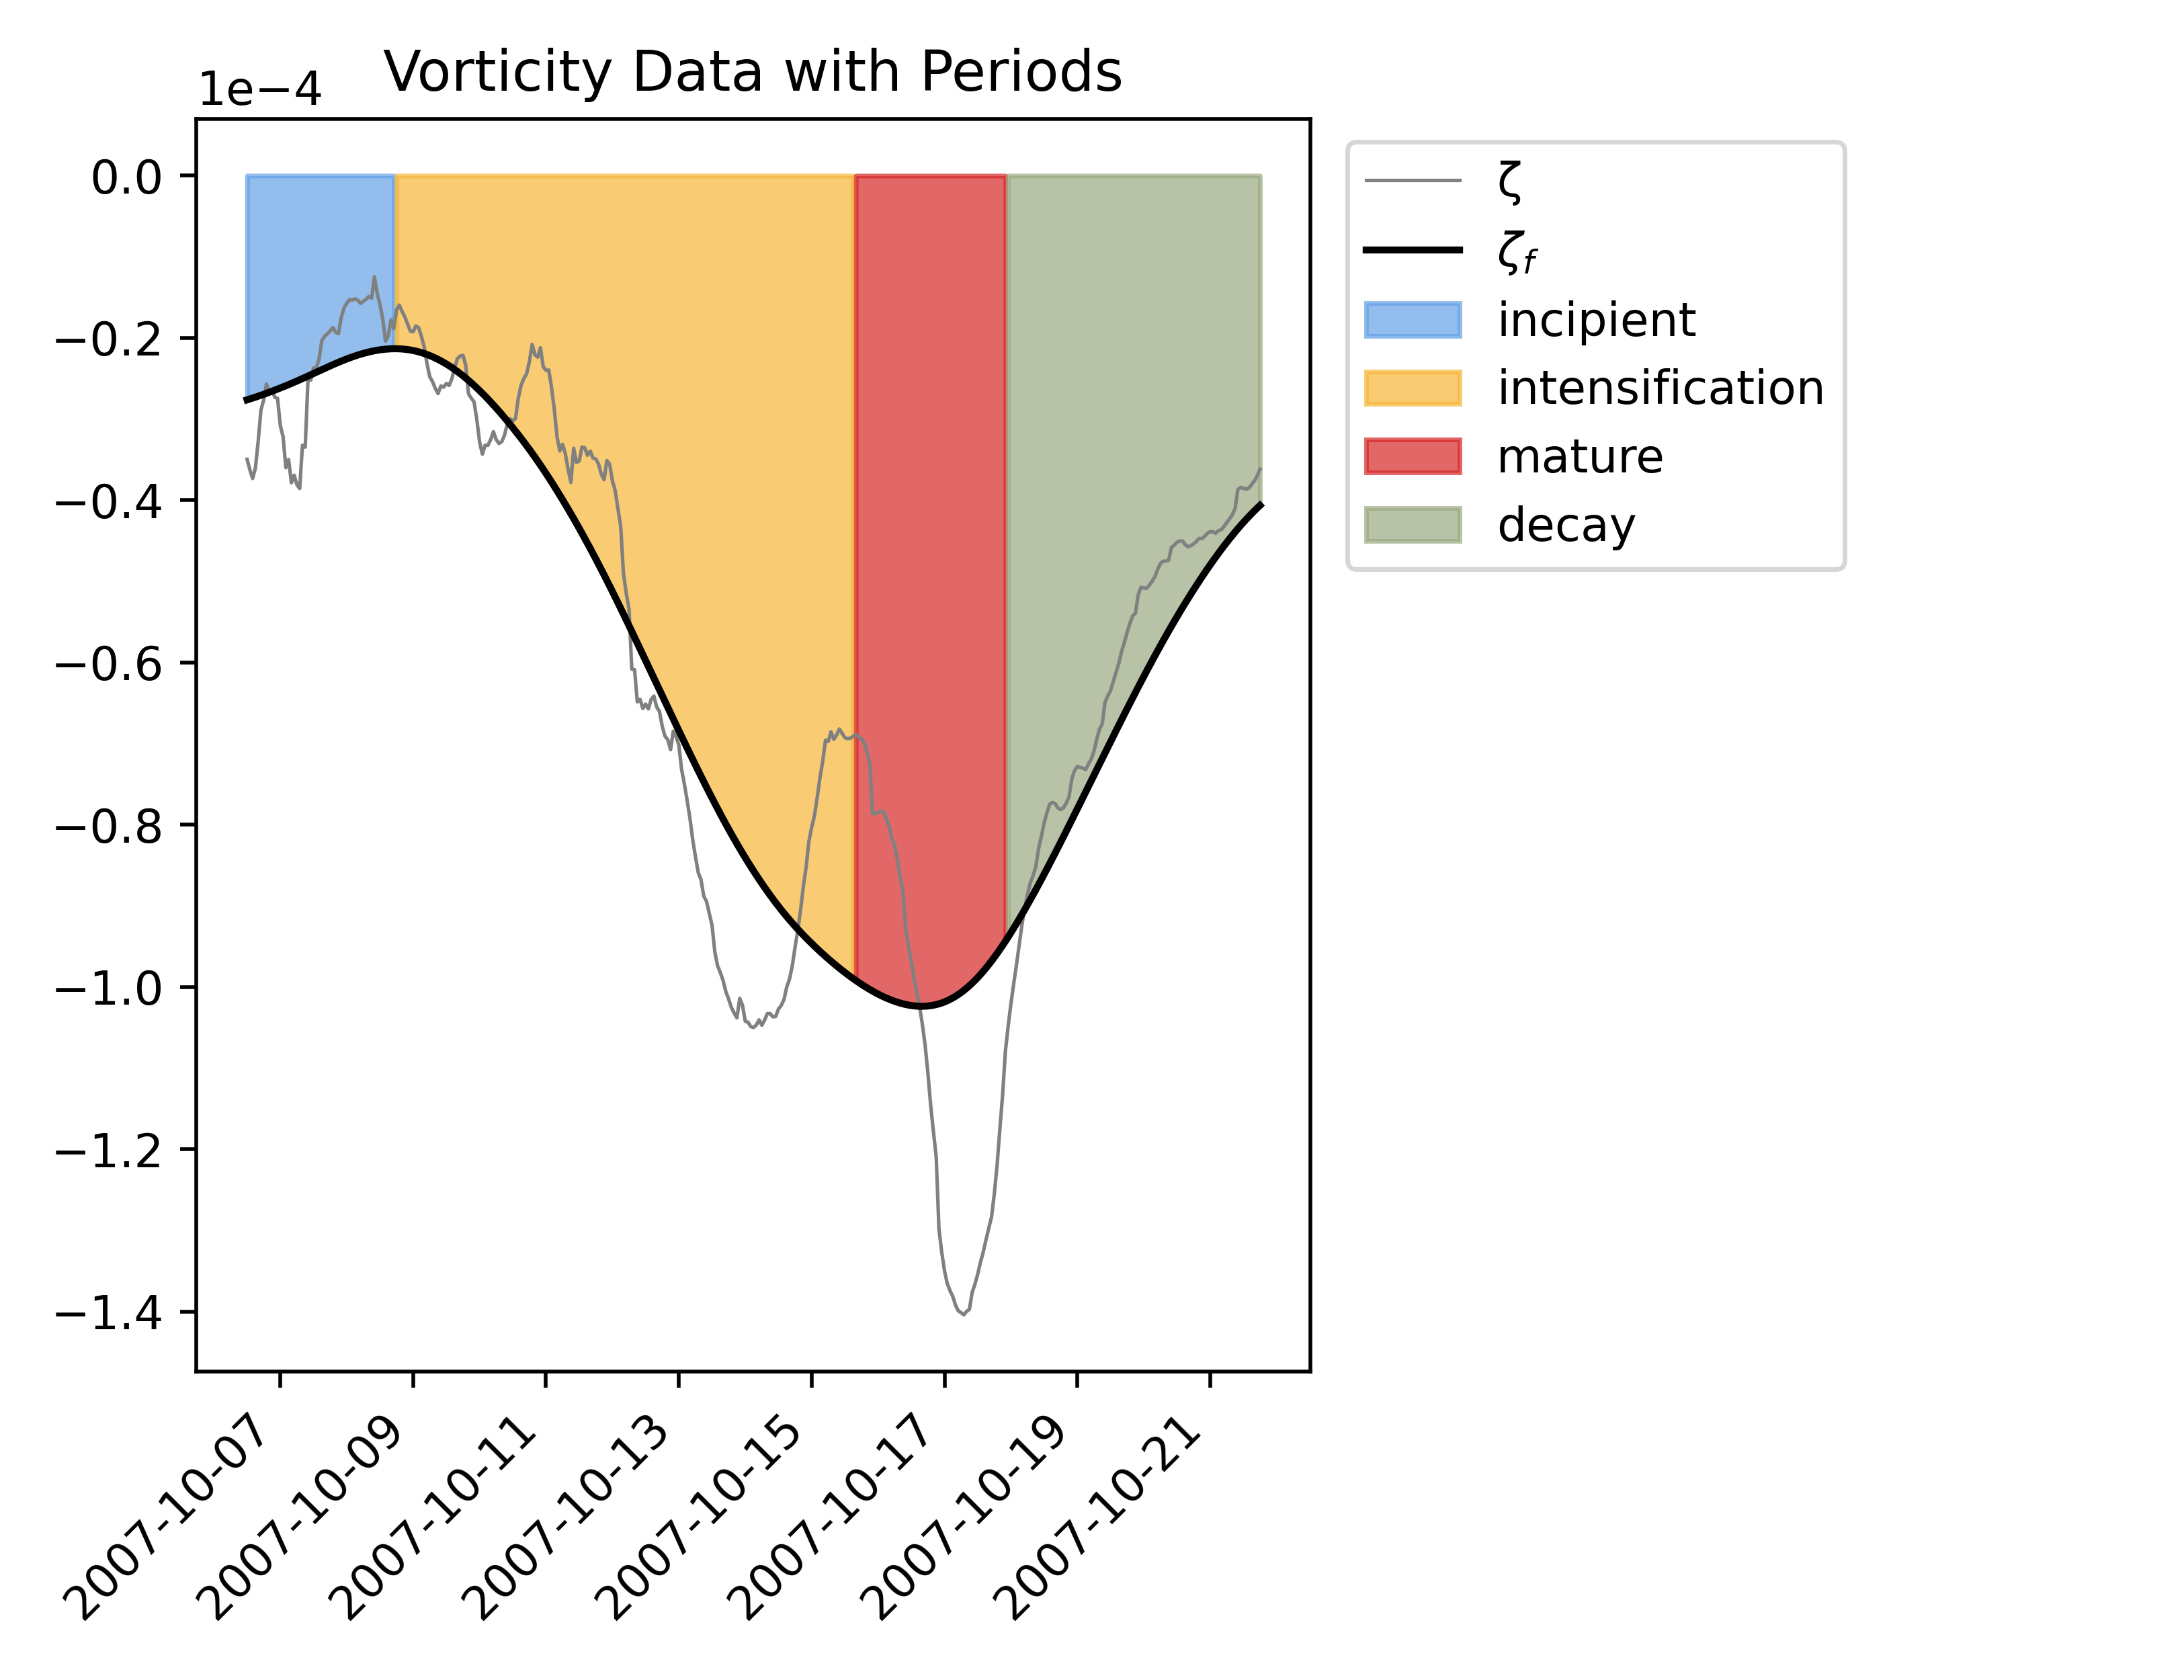 Vorticity Data with Periods
1e−4
0.0
−0.2
−0.4
−0.6
−0.8
−1.0
−1.2
−1.4
2007-10-07
2007-10-09
2007-10-11
2007-10-13
2007-10-15
2007-10-17
2007-10-19
2007-10-21
ζ
ζf
incipient
intensification
mature
decay